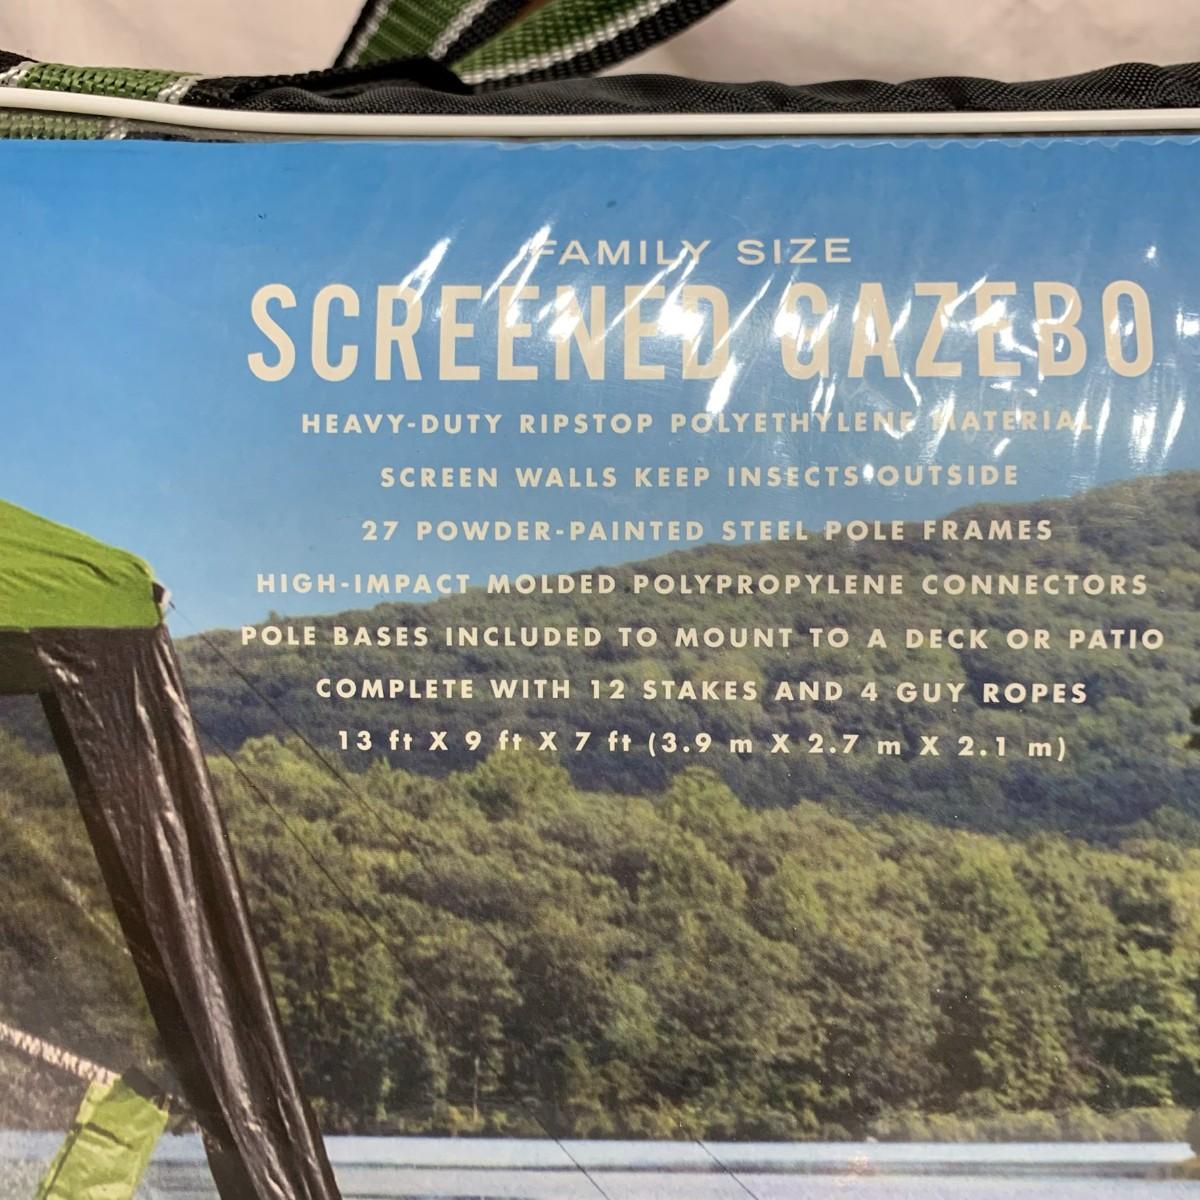 FAMILY SIZE
SCREENED GAZEBO
HEAVY-DUTY RIPSTOP POLYETHYLENE MATERIAL
SCREEN WALLS KEEP INSECTS OUTSIDE
27 POWDER-PAINTED STEEL POLE FRAMES
HIGH-IMPACT MOLDED POLYPROPYLENE CONNECTORS
POLE BASES INCLUDED TO MOUNT TO A DECK OR PATIO
COMPLETE WITH 12 STAKES AND 4 GUY ROPES
13 ft X 9 ft X 7 ft (3.9 m X 2.7 m X 2.1 m)